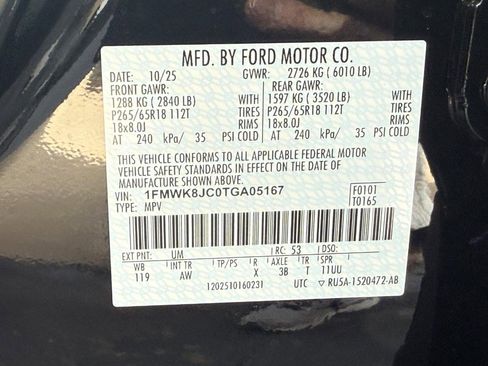 MFD. BY FORD MOTOR CO.
DATE: 10/25 GVWR: 2726 KG ( 6010 LB)
FRONT GAWR: REAR GAWR:
1288 KG ( 2840 LB) 1597 KG ( 3520 LB)
P265/65R18 112T TIRES P265/65R18 112T TIRES
18x8.0J RIMS 18x8.0J RIMS
AT 240 kPa/ 35 PSI COLD AT 240 kPa/ 35 PSI COLD
THIS VEHICLE CONFORMS TO ALL APPLICABLE FEDERAL MOTOR
VEHICLE SAFETY STANDARDS IN EFFECT ON THE DATE OF
MANUFACTURE SHOWN ABOVE.
VIN: 1FMWK8JC0TGA05167 F0101
TYPE: MPV T0165
EXT PNT: UM RC: 53
WB INT TR TP/PS R AXLE TR SPR
119 AW X 3B T 11UU
1202510160231 UTC ▽ RU5A-1520472-AB